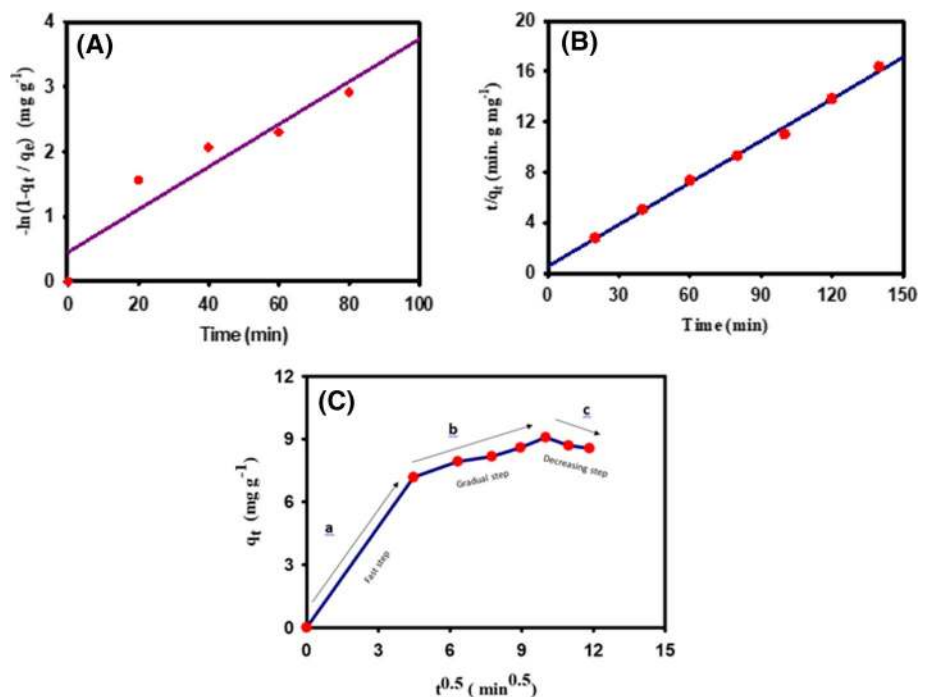 (A)
-ln(1-qt / qe) (mg g-1)
4
3
2
1
0
0 20 40 60 80 100
Time (min)
(B)
t/qt (min. g mg-1)
20
16
12
8
4
0
0 30 60 90 120 150
Time (min)
(C)
qt (mg g-1)
12
9
6
3
0
a
Fast step
b
Gradual step
c
Decreasing step
0 3 6 9 12 15
t0.5 ( min0.5)